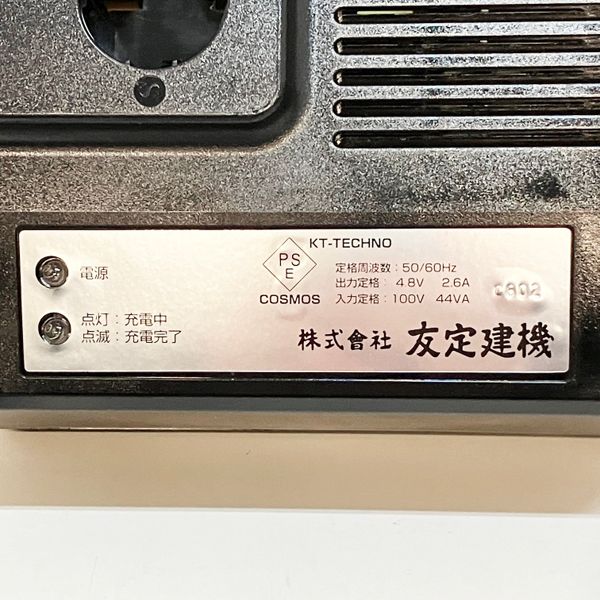 KT-TECHNO
PS
E
COSMOS
定格周波数：50/60Hz
出力定格：4.8V 2.6A
入力定格：100V 44VA
電源
点灯：充電中
点滅：充電完了
株式會社 友定建機